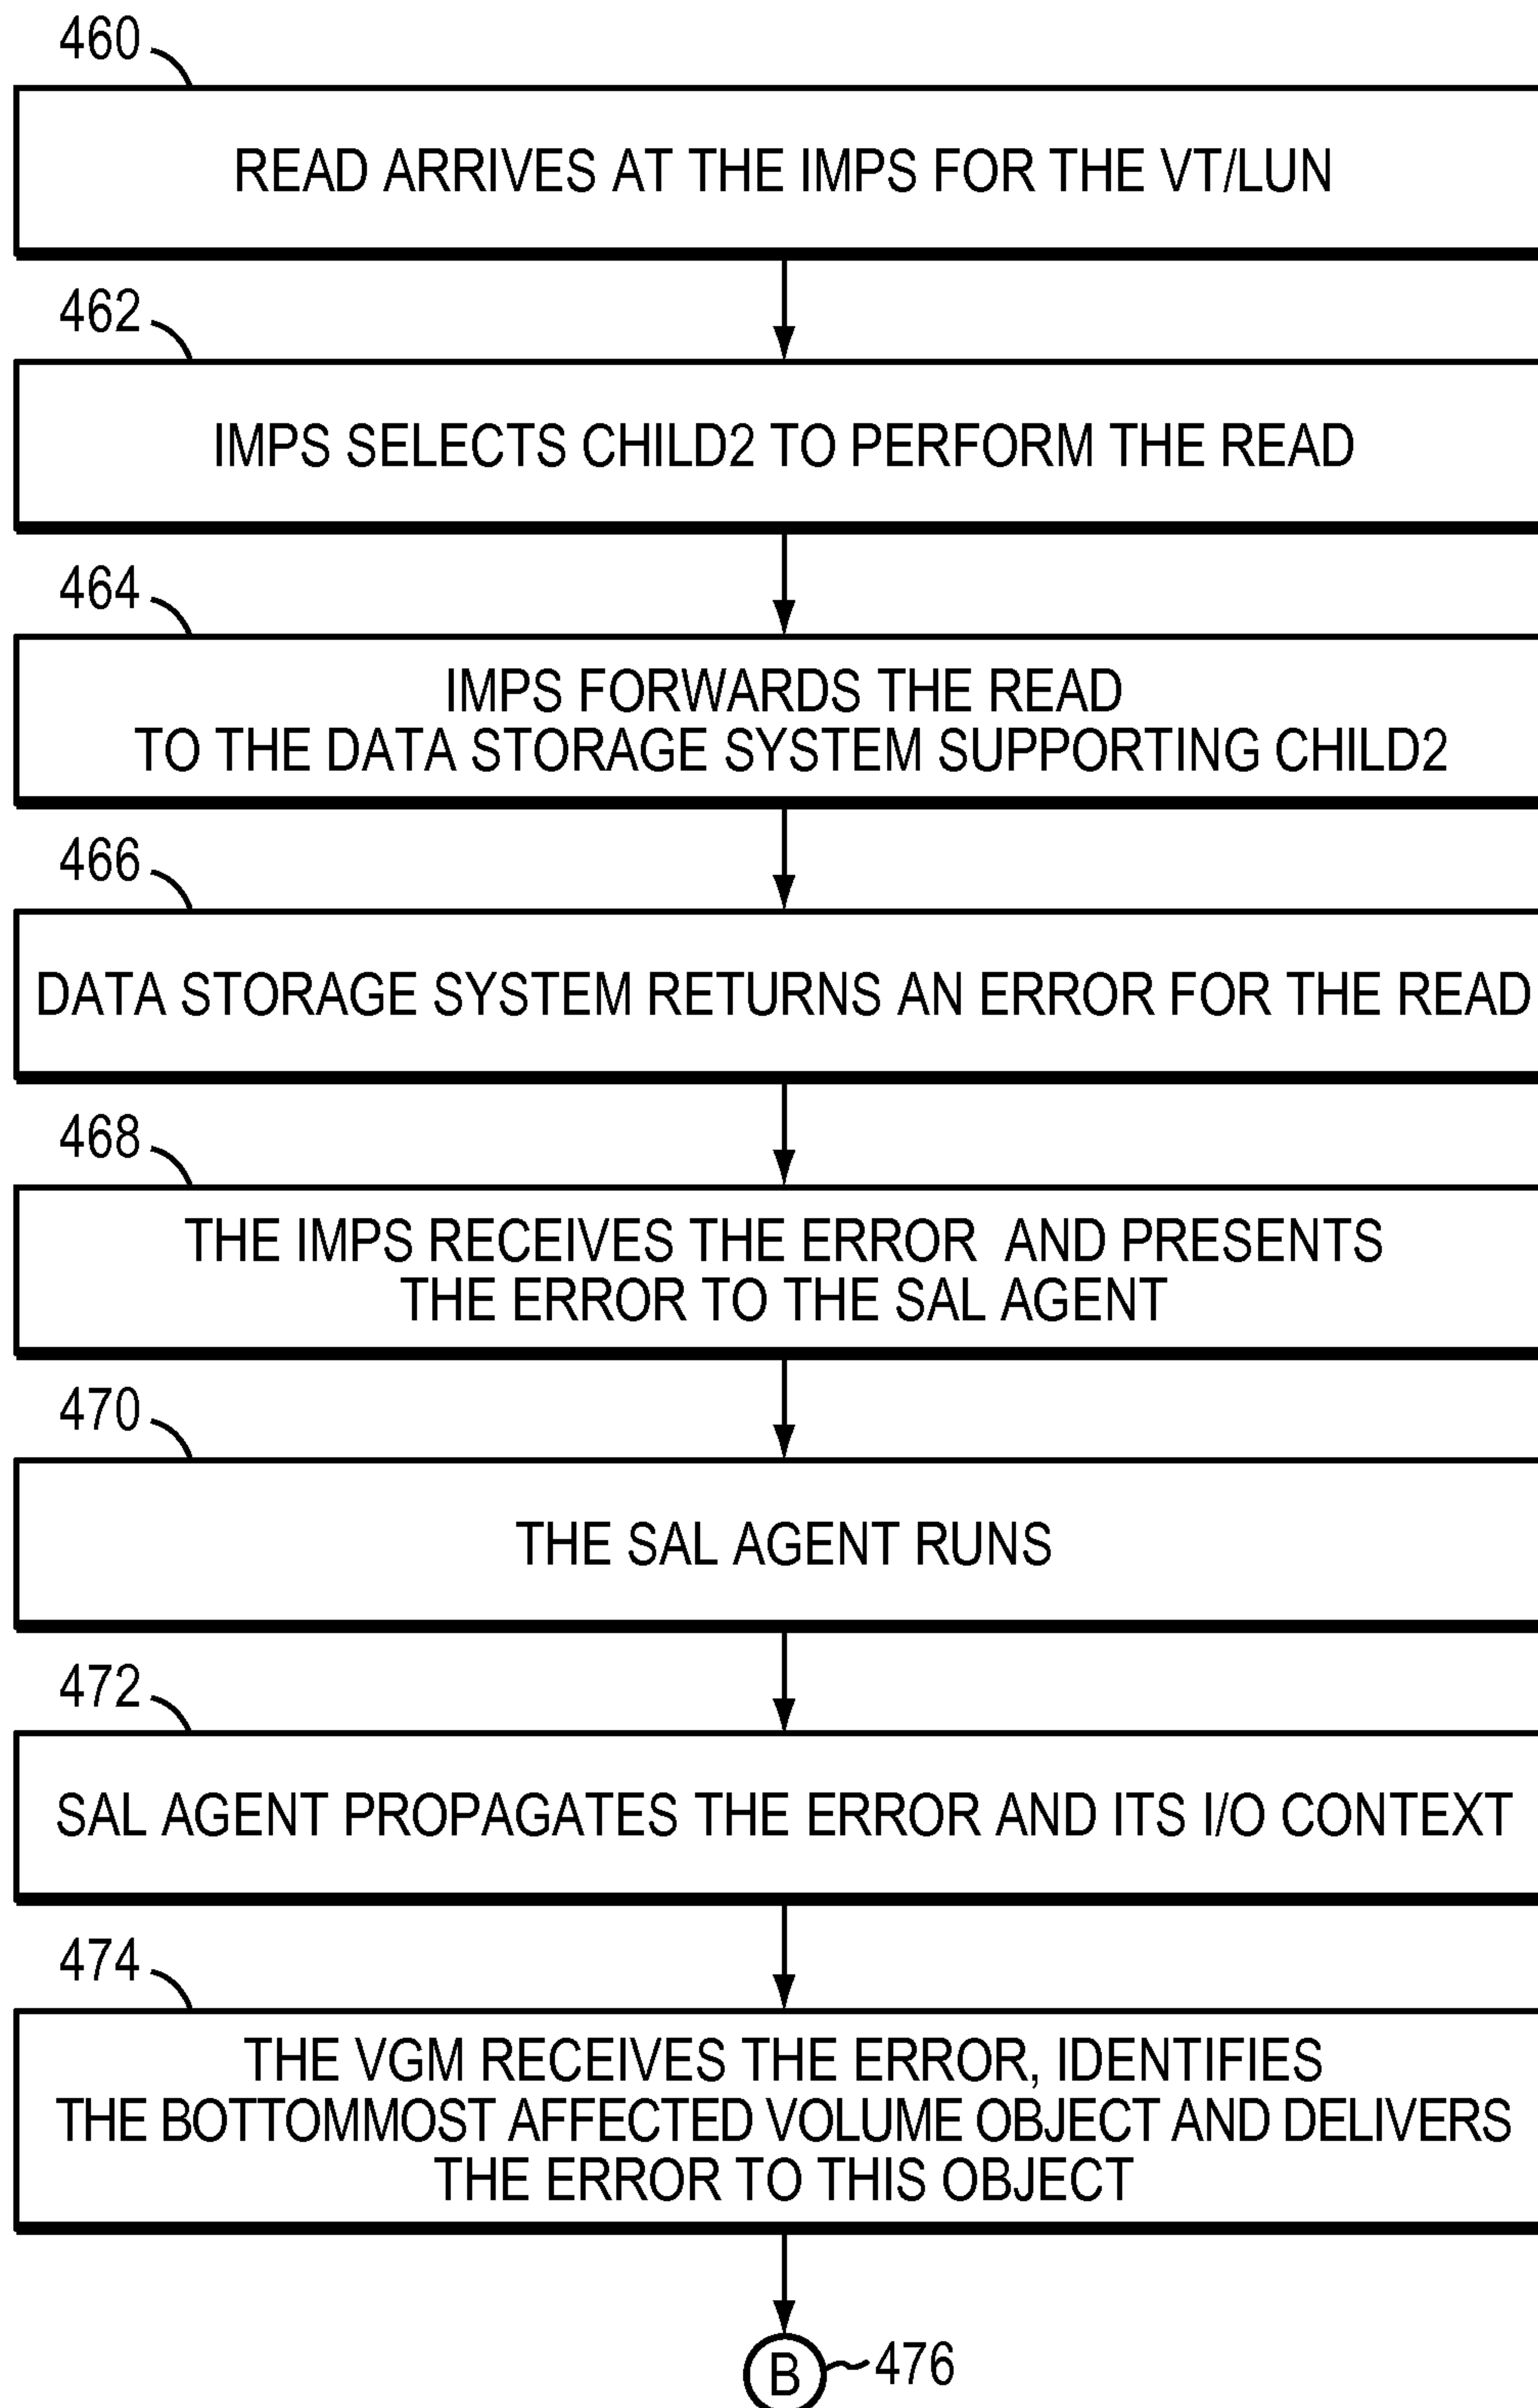 460
READ ARRIVES AT THE IMPS FOR THE VT/LUN
462
IMPS SELECTS CHILD2 TO PERFORM THE READ
464
IMPS FORWARDS THE READ
TO THE DATA STORAGE SYSTEM SUPPORTING CHILD2
466
DATA STORAGE SYSTEM RETURNS AN ERROR FOR THE READ
468
THE IMPS RECEIVES THE ERROR AND PRESENTS
THE ERROR TO THE SAL AGENT
470
THE SAL AGENT RUNS
472
SAL AGENT PROPAGATES THE ERROR AND ITS I/O CONTEXT
474
THE VGM RECEIVES THE ERROR, IDENTIFIES
THE BOTTOMMOST AFFECTED VOLUME OBJECT AND DELIVERS
THE ERROR TO THIS OBJECT
B 476